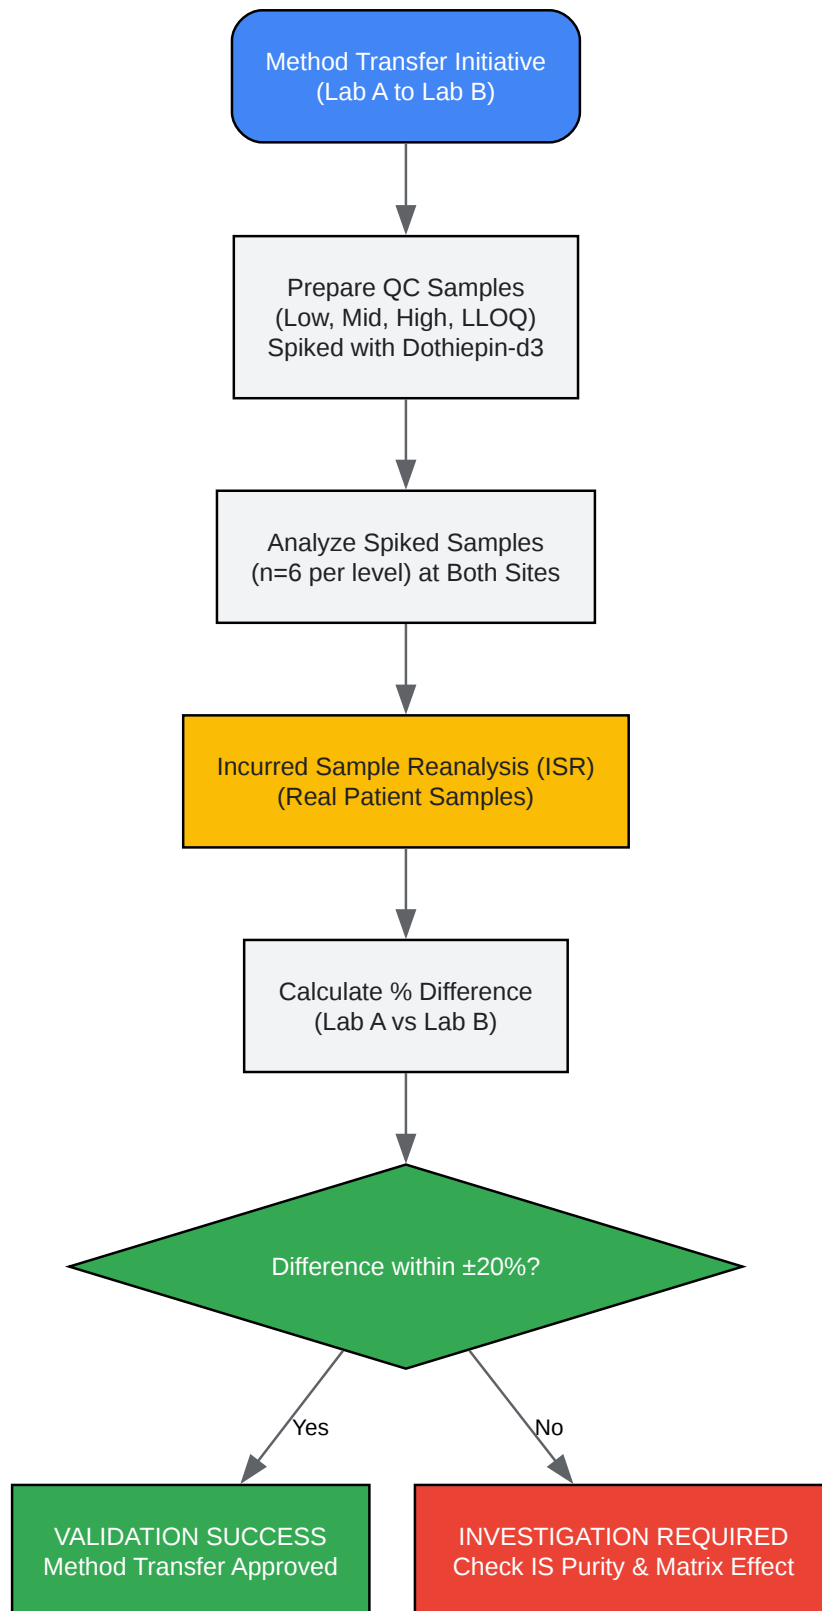 Method Transfer Initiative
(Lab A to Lab B)
Prepare QC Samples
(Low, Mid, High, LLOQ)
Spiked with Dothiepin-d3
Analyze Spiked Samples
(n=6 per level) at Both Sites
Incurred Sample Reanalysis (ISR)
(Real Patient Samples)
Calculate % Difference
(Lab A vs Lab B)
Difference within ±20%?
Yes
No
VALIDATION SUCCESS
Method Transfer Approved
INVESTIGATION REQUIRED
Check IS Purity & Matrix Effect